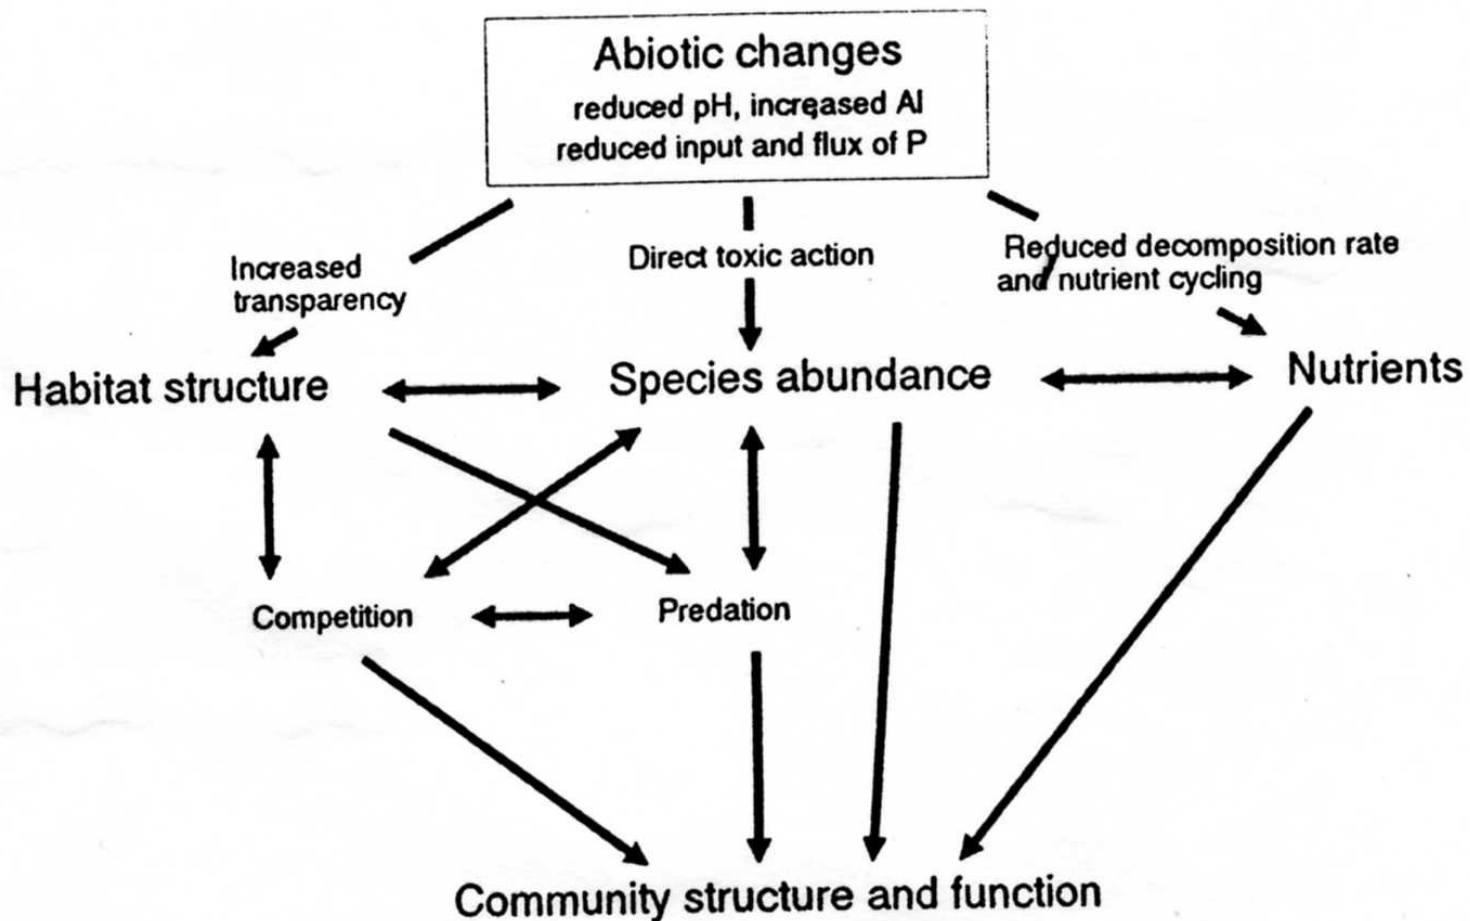 Abiotic changes
reduced pH, increased Al
reduced input and flux of P
Increased
transparency
Direct toxic action
Reduced decomposition rate
and nutrient cycling
Habitat structure
Species abundance
Nutrients
Competition
Predation
Community structure and function